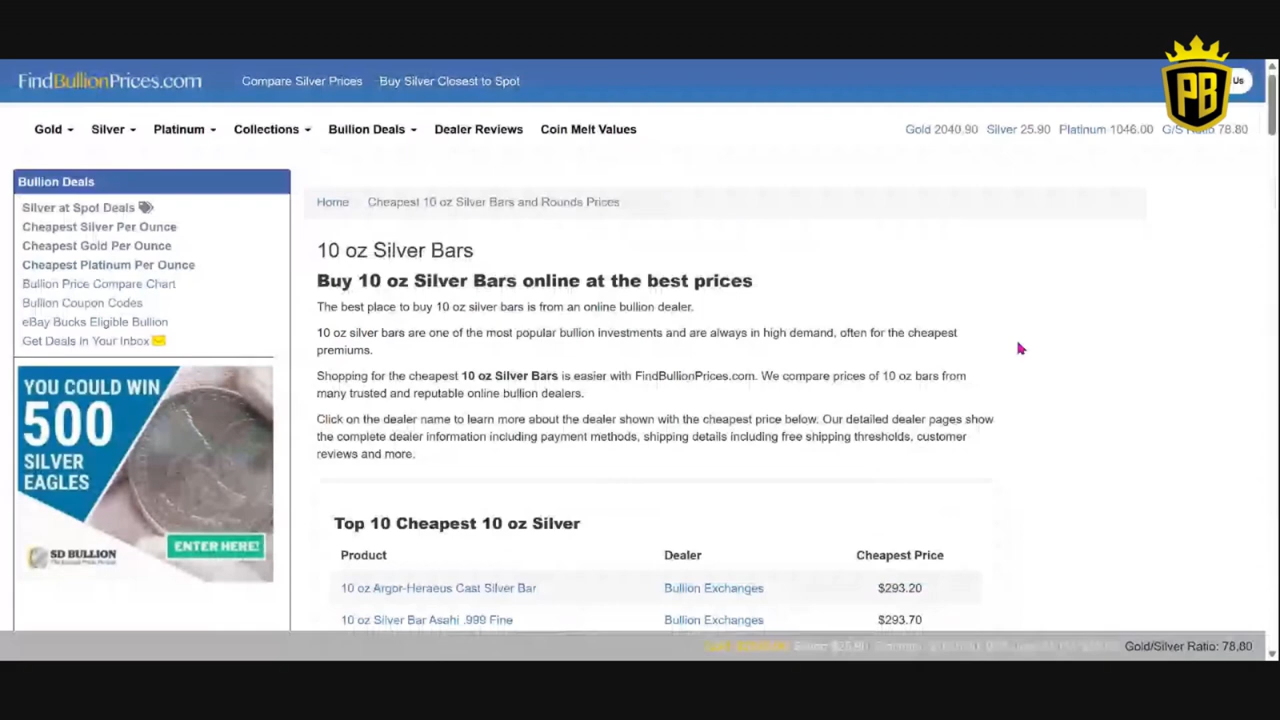 FindBullionPrices.com Compare Silver Prices Buy Silver Closest to Spot Us
PB
Gold Silver Platinum Collections Bullion Deals Dealer Reviews Coin Melt Values Gold 2040.90 Silver 25.90 Platinum 1046.00 G/S Ratio 78.80
Bullion Deals
Silver at Spot Deals
Cheapest Silver Per Ounce
Cheapest Gold Per Ounce
Cheapest Platinum Per Ounce
Bullion Price Compare Chart
Bullion Coupon Codes
eBay Bucks Eligible Bullion
Get Deals in Your Inbox
YOU COULD WIN
500
SILVER
EAGLES
SD BULLION
ENTER HERE!
Home Cheapest 10 oz Silver Bars and Rounds Prices
10 oz Silver Bars
Buy 10 oz Silver Bars online at the best prices
The best place to buy 10 oz silver bars is from an online bullion dealer.
10 oz silver bars are one of the most popular bullion investments and are always in high demand, often for the cheapest
premiums.
Shopping for the cheapest 10 oz Silver Bars is easier with FindBullionPrices.com. We compare prices of 10 oz bars from
many trusted and reputable online bullion dealers.
Click on the dealer name to learn more about the dealer shown with the cheapest price below. Our detailed dealer pages show
the complete dealer information including payment methods, shipping details including free shipping thresholds, customer
reviews and more.
Top 10 Cheapest 10 oz Silver
Product Dealer Cheapest Price
10 oz Argor-Heraeus Cast Silver Bar Bullion Exchanges $293.20
10 oz Silver Bar Asahi .999 Fine Bullion Exchanges $293.70
Gold/Silver Ratio: 78.80